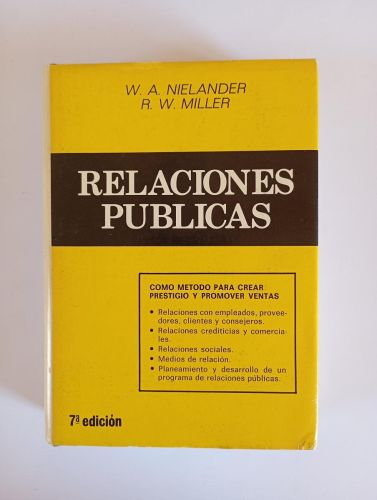 W. A. NIELANDER
R. W. MILLER
RELACIONES
PUBLICAS
COMO METODO PARA CREAR
PRESTIGIO Y PROMOVER VENTAS
• Relaciones con empleados, provee-
dores, clientes y consejeros.
• Relaciones crediticias y comercia-
les.
• Relaciones sociales.
• Medios de relación.
• Planeamiento y desarrollo de un
programa de relaciones públicas.
7ª edición